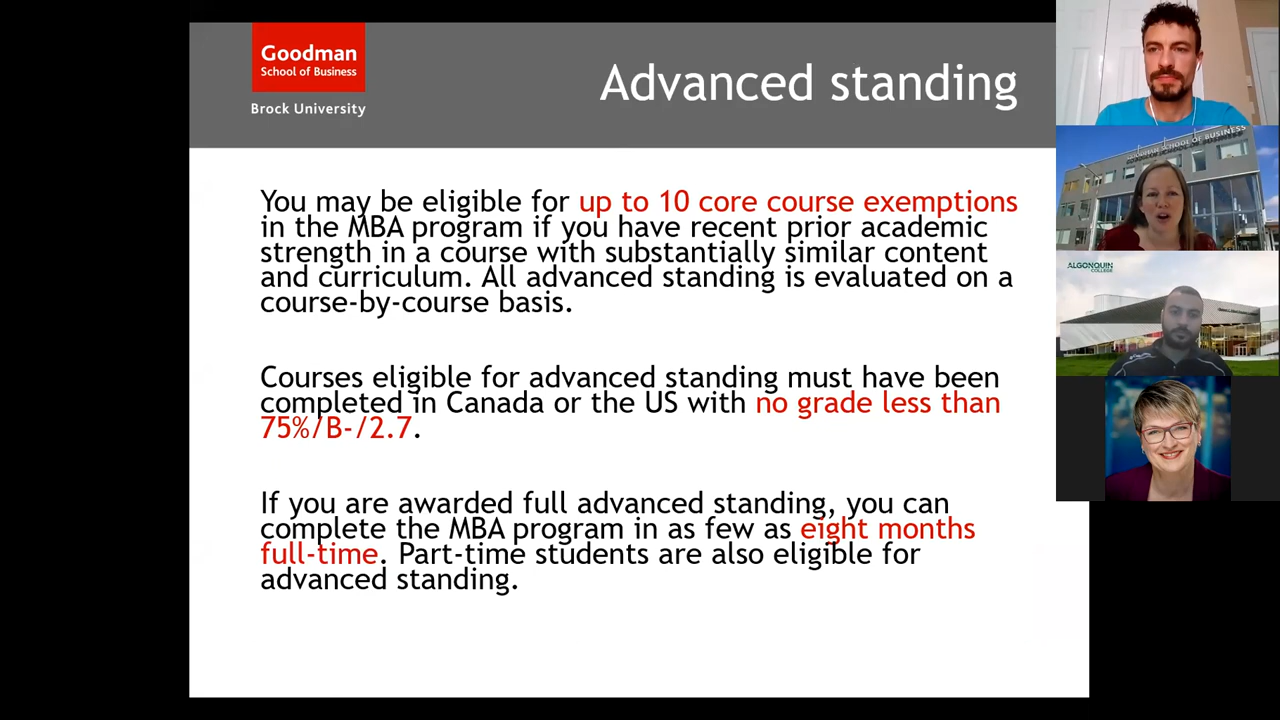 Goodman
School of Business
Brock University
Advanced standing
You may be eligible for up to 10 core course exemptions
in the MBA program if you have recent prior academic
strength in a course with substantially similar content
and curriculum. All advanced standing is evaluated on a
course-by-course basis.
Courses eligible for advanced standing must have been
completed in Canada or the US with no grade less than
75%/B-/2.7.
If you are awarded full advanced standing, you can
complete the MBA program in as few as eight months
full-time. Part-time students are also eligible for
advanced standing.
SCHOOL OF BUSINESS
ALGONQUIN
COLLEGE